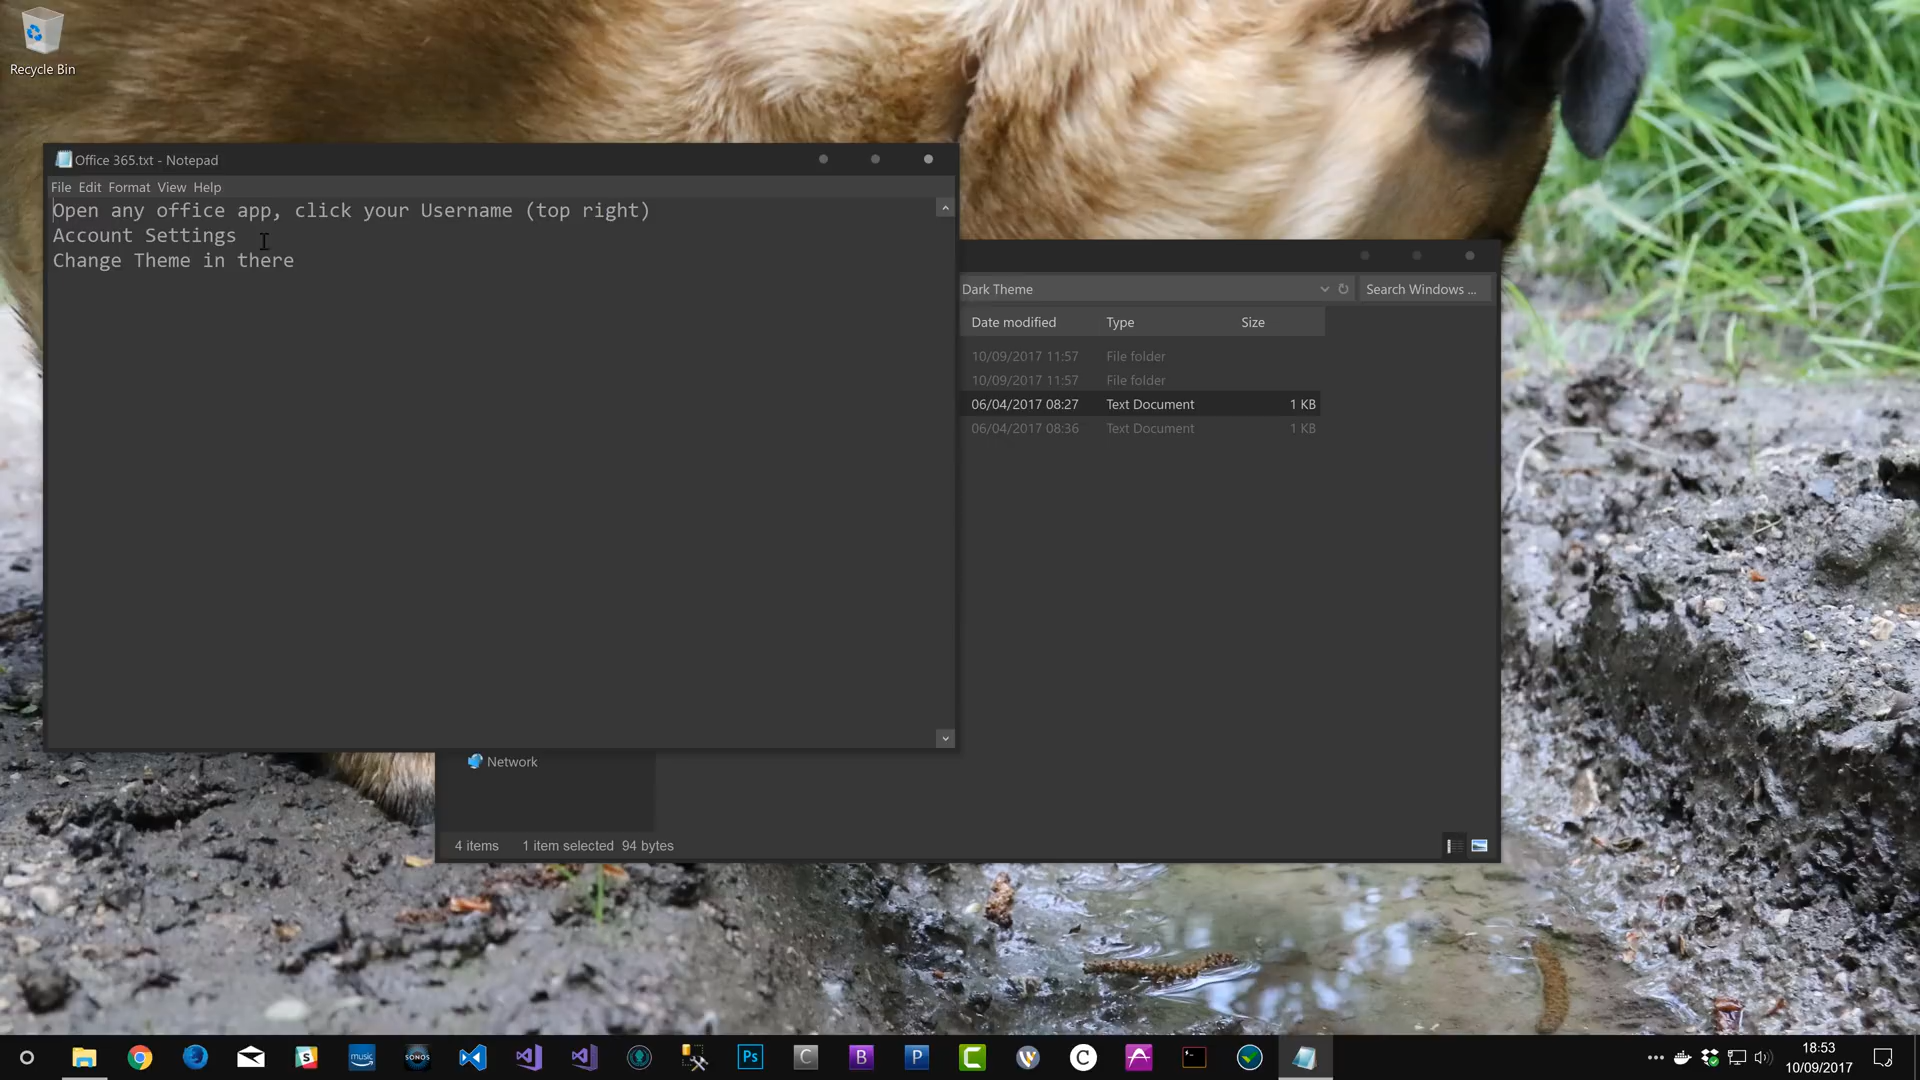 Recycle Bin
Office 365.txt - Notepad
File Edit Format View Help
Open any office app, click your Username (top right)
Account Settings
Change Theme in there
Dark Theme
Search Windows ...
Date modified Type Size
10/09/2017 11:57 File folder
10/09/2017 11:57 File folder
06/04/2017 08:27 Text Document 1 KB
06/04/2017 08:36 Text Document 1 KB
Network
4 items 1 item selected 94 bytes
S
music
SONOS
Ps
C
B
P
C
C
18:53
10/09/2017